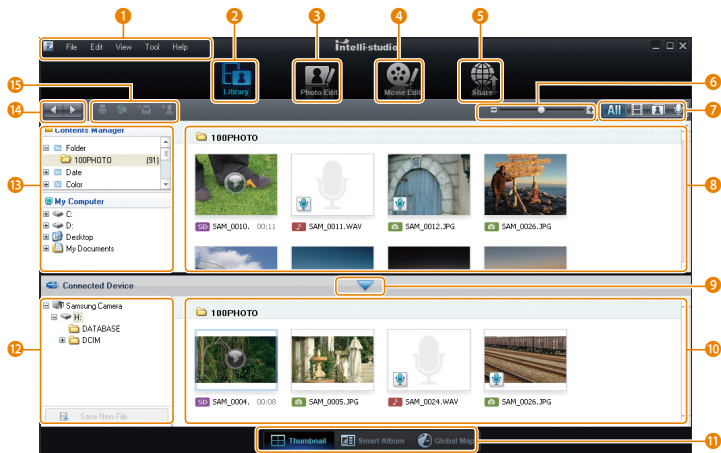 1 2 3 4 5
File Edit View Tool Help
intelli-studio
Library Photo Edit Movie Edit Share
15 6
14 All 7
Contents Manager
100PHOTO
Folder
100PHOTO (91)
Date
13 Color 8
My Computer
C:
D:
Desktop
My Documents
SD SAM_0010. 00:11 SAM_0011.WAV SAM_0012.JPG SAM_0026.JPG
Connected Device 9
Samsung Camera
100PHOTO
H:
DATABASE
DCIM
12 10
SD SAM_0004. 00:08 SAM_0005.JPG SAM_0024.WAV SAM_0026.JPG
Save New File
Thumbnail Smart Album Global Map 11